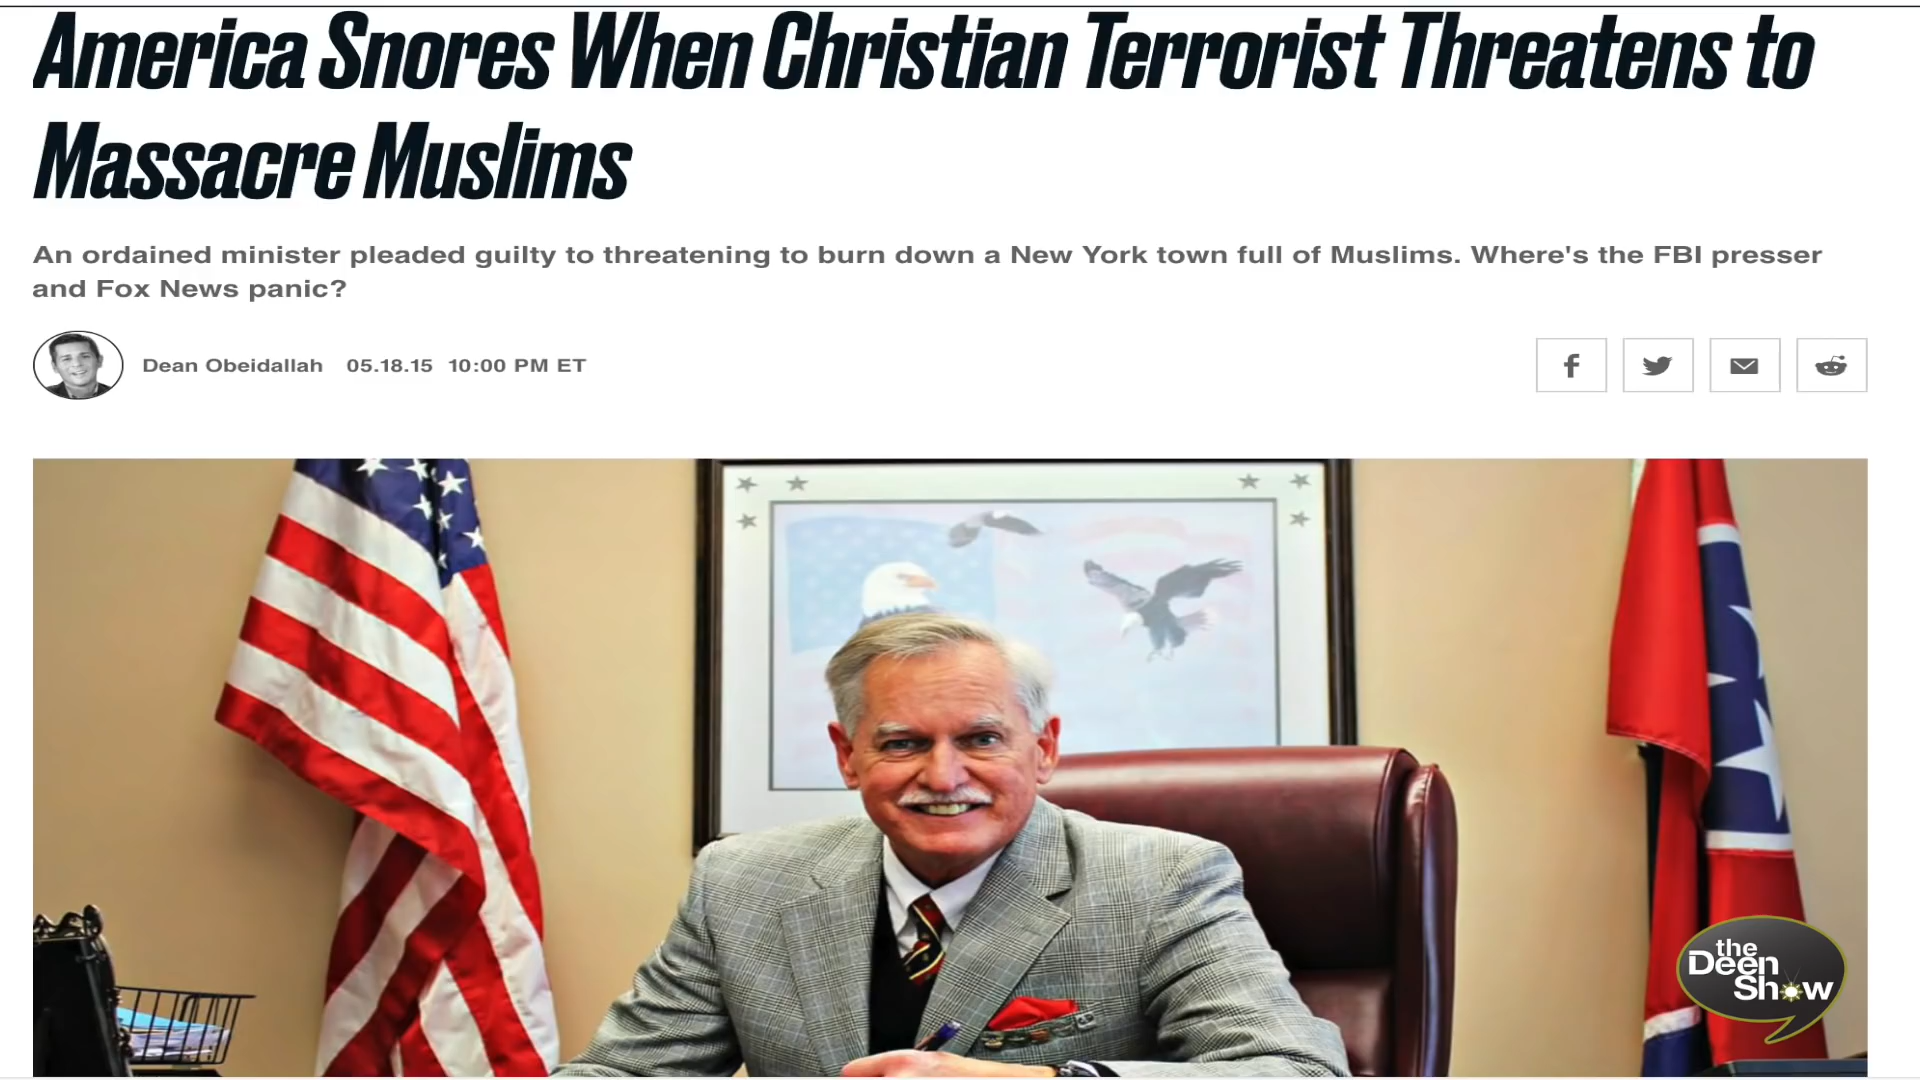 America Snores When Christian Terrorist Threatens to
Massacre Muslims
An ordained minister pleaded guilty to threatening to burn down a New York town full of Muslims. Where's the FBI presser
and Fox News panic?
Dean Obeidallah 05.18.15 10:00 PM ET
the
Deen
Show